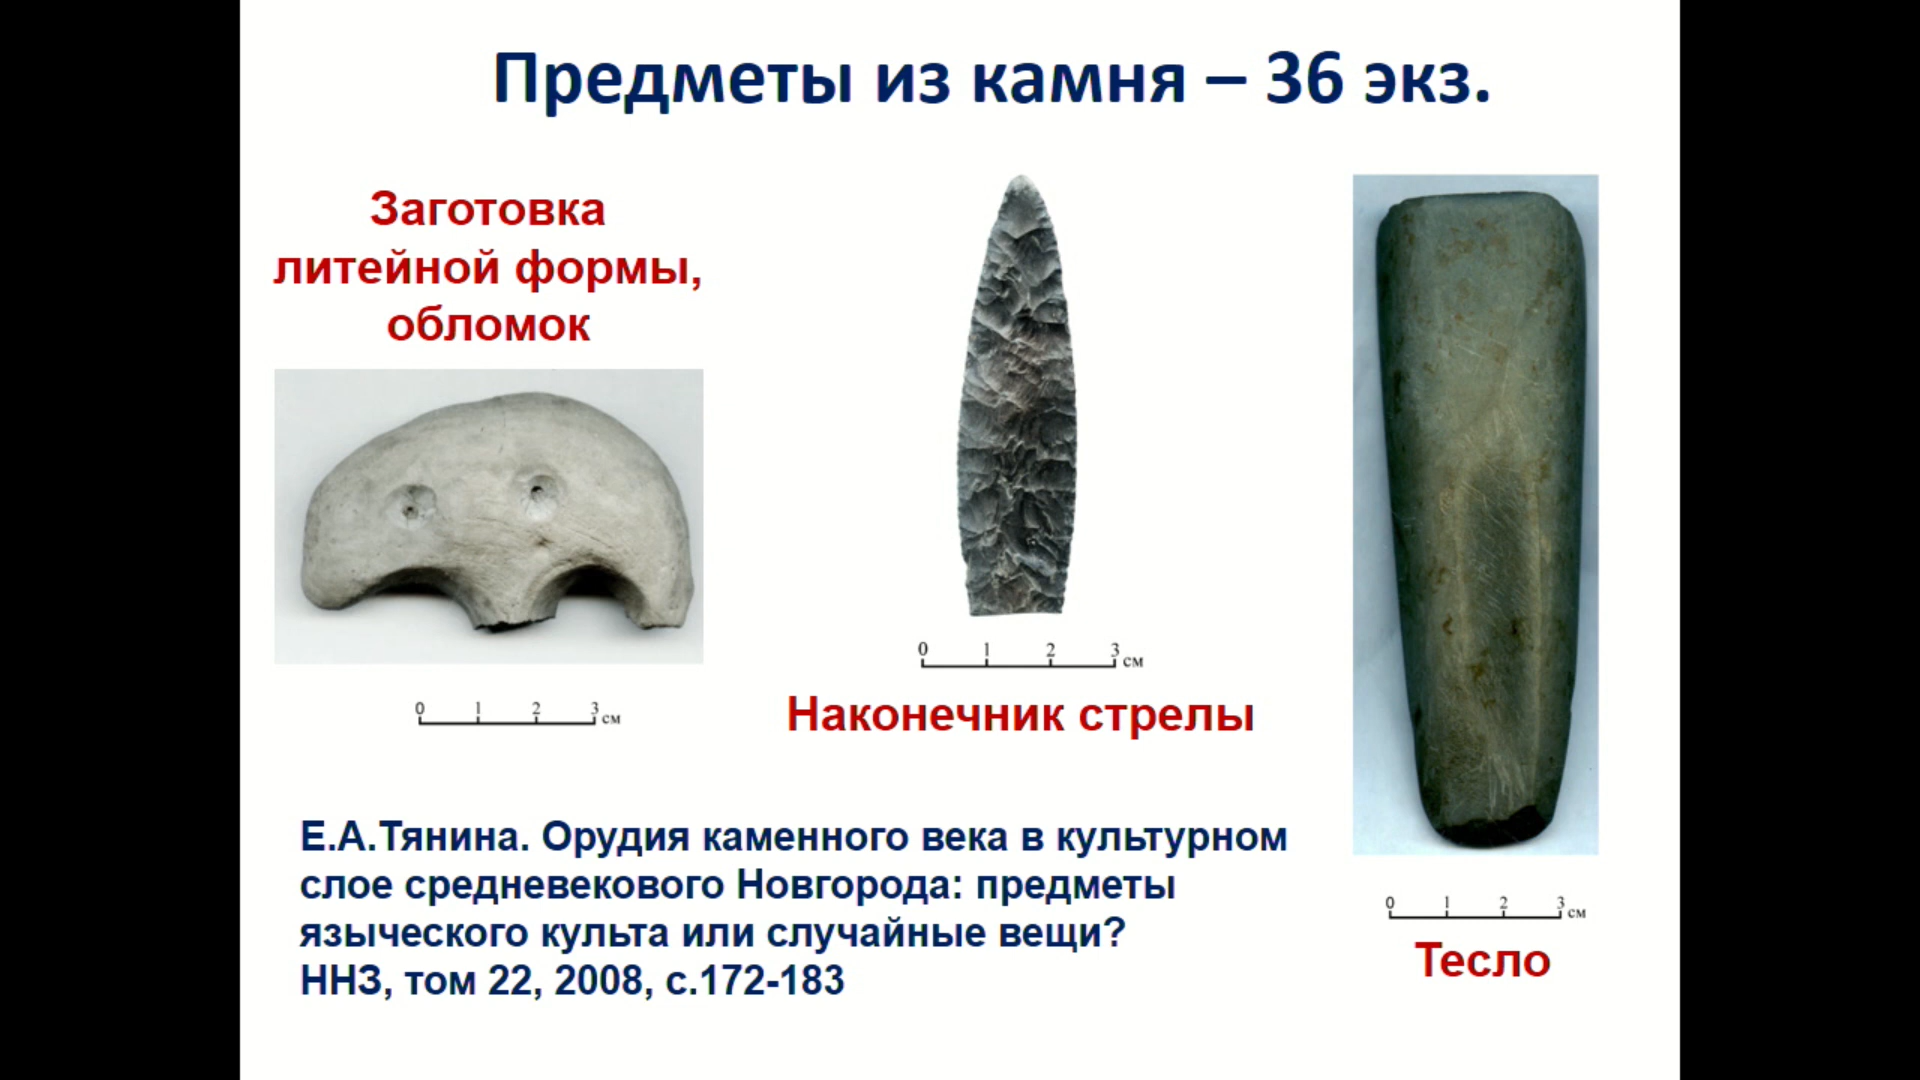 Предметы из камня – 36 экз.
Заготовка
литейной формы,
обломок
0 1 2 3 см
0 1 2 3 см
Наконечник стрелы
Е.А.Тянина. Орудия каменного века в культурном
слое средневекового Новгорода: предметы
языческого культа или случайные вещи?
ННЗ, том 22, 2008, с.172-183
0 1 2 3 см
Тесло